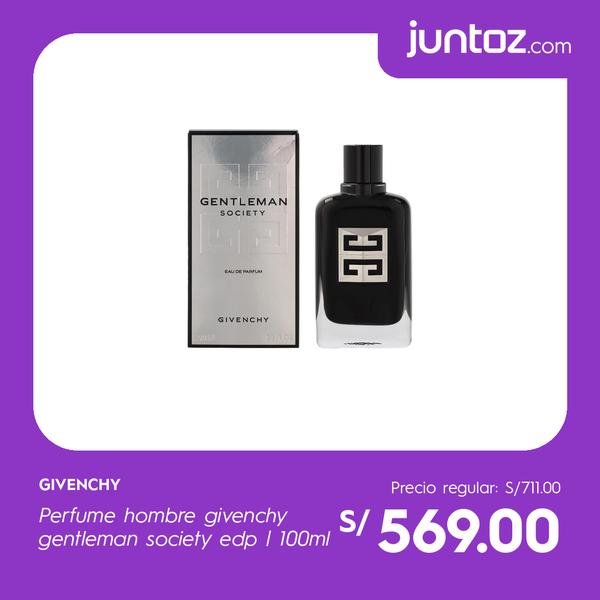 juntoz.com
GENTLEMAN
SOCIETY
EAU DE PARFUM
GIVENCHY
GIVENCHY
Perfume hombre givenchy
gentleman society edp | 100ml
Precio regular: S/711.00
S/ 569.00